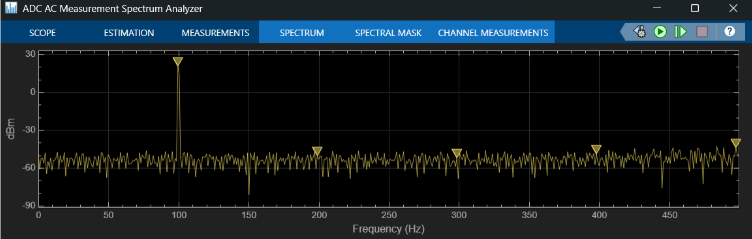 ADC AC Measurement Spectrum Analyzer
SCOPE ESTIMATION MEASUREMENTS SPECTRUM SPECTRAL MASK CHANNEL MEASUREMENTS ?
30
0
-30
-60
-90
dBm
0 50 100 150 200 250 300 350 400 450
Frequency (Hz)